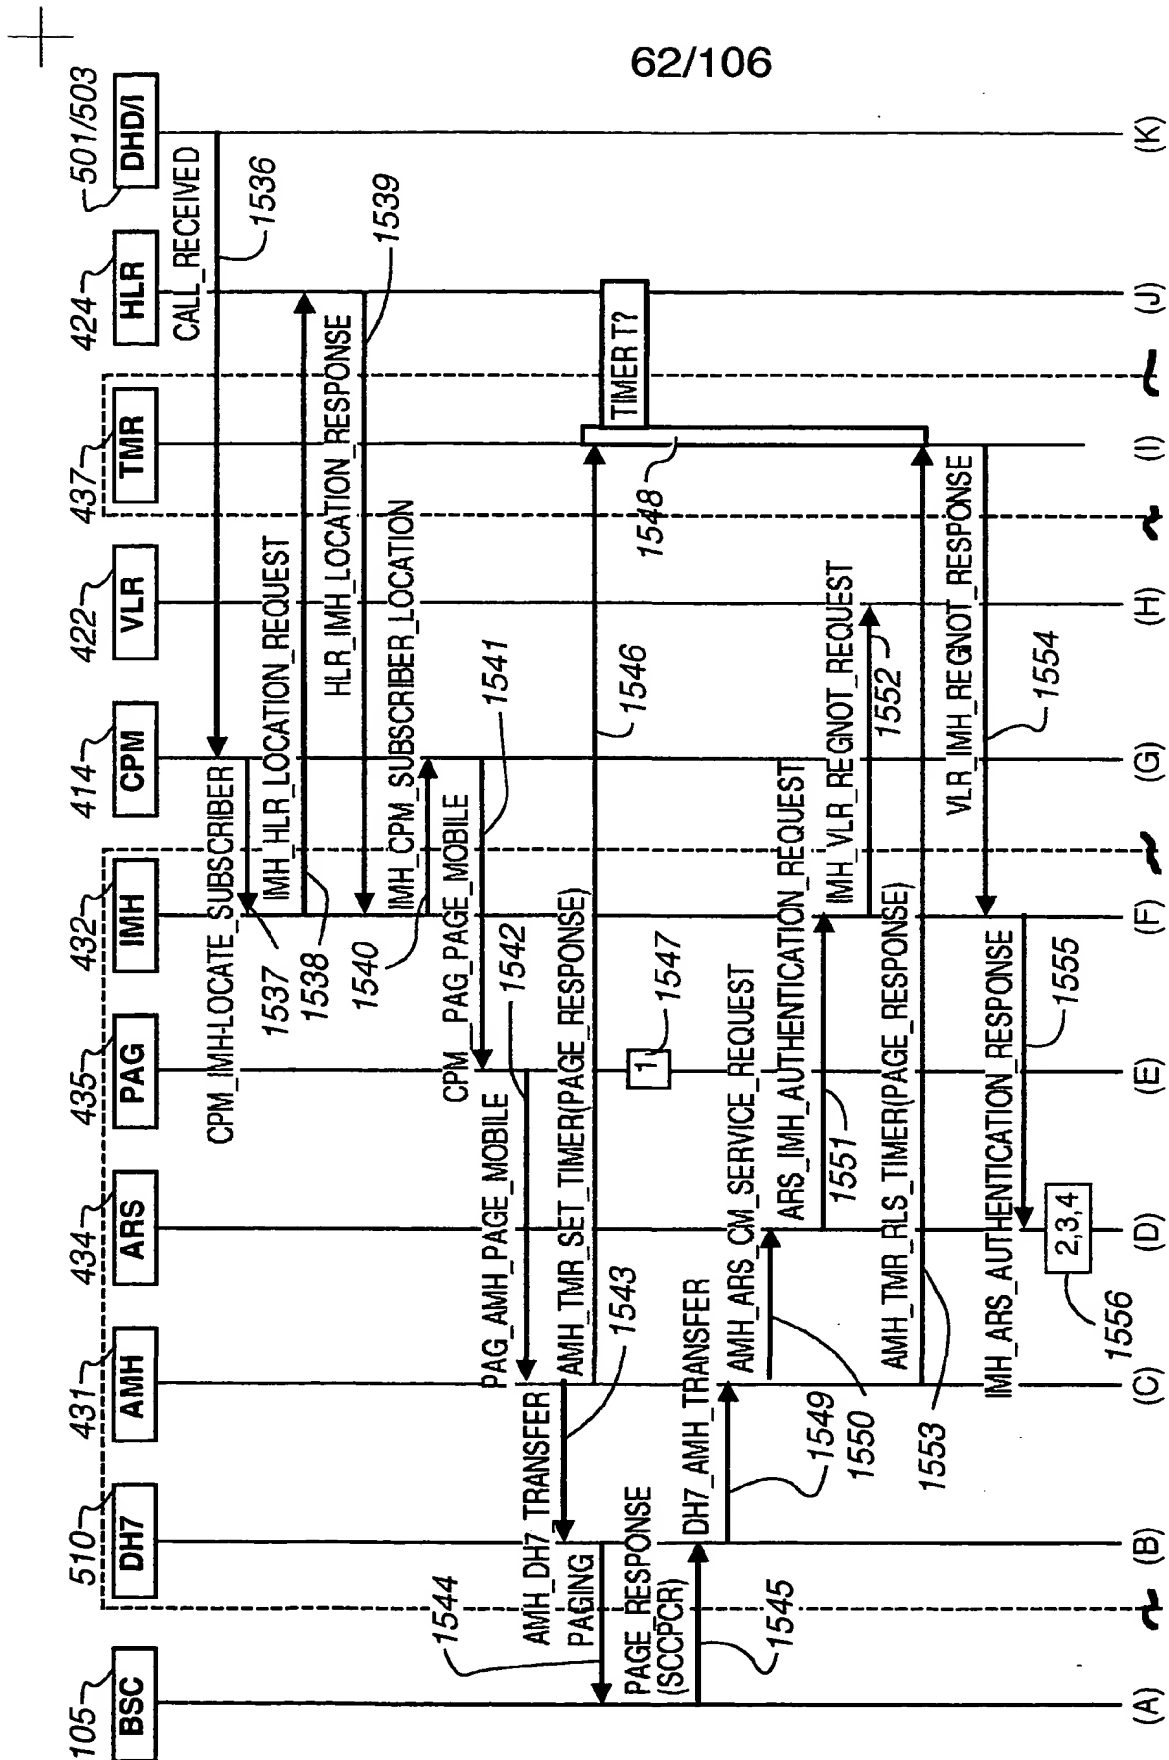 62/106
105
510
431
434
435
432
414
422
437
424
501/503
BSC
DH7
AMH
ARS
PAG
IMH
CPM
VLR
TMR
HLR
DHD/I
CALL_RECEIVED
1536
CPM_IMH-LOCATE_SUBSCRIBER
1537
IMH_HLR_LOCATION_REQUEST
1538
HLR_IMH_LOCATION_RESPONSE
1539
IMH_CPM_SUBSCRIBER_LOCATION
1540
CPM_PAG_PAGE_MOBILE
1541
PAG_AMH_PAGE_MOBILE
1542
AMH_DH7_TRANSFER
1543
PAGING
1544
AMH_TMR_SET_TIMER(PAGE_RESPONSE)
1546
TIMER T?
1
1547
1548
PAGE_RESPONSE
(SCCPCR)
1545
DH7_AMH_TRANSFER
1549
AMH_ARS_CM_SERVICE_REQUEST
1550
ARS_IMH_AUTHENTICATION_REQUEST
1551
IMH_VLR_REGNOT_REQUEST
1552
AMH_TMR_RLS_TIMER(PAGE_RESPONSE)
1553
VLR_IMH_REGNOT_RESPONSE
1554
IMH_ARS_AUTHENTICATION_RESPONSE
1555
2,3,4
1556
(A)
(B)
(C)
(D)
(E)
(F)
(G)
(H)
(I)
(J)
(K)